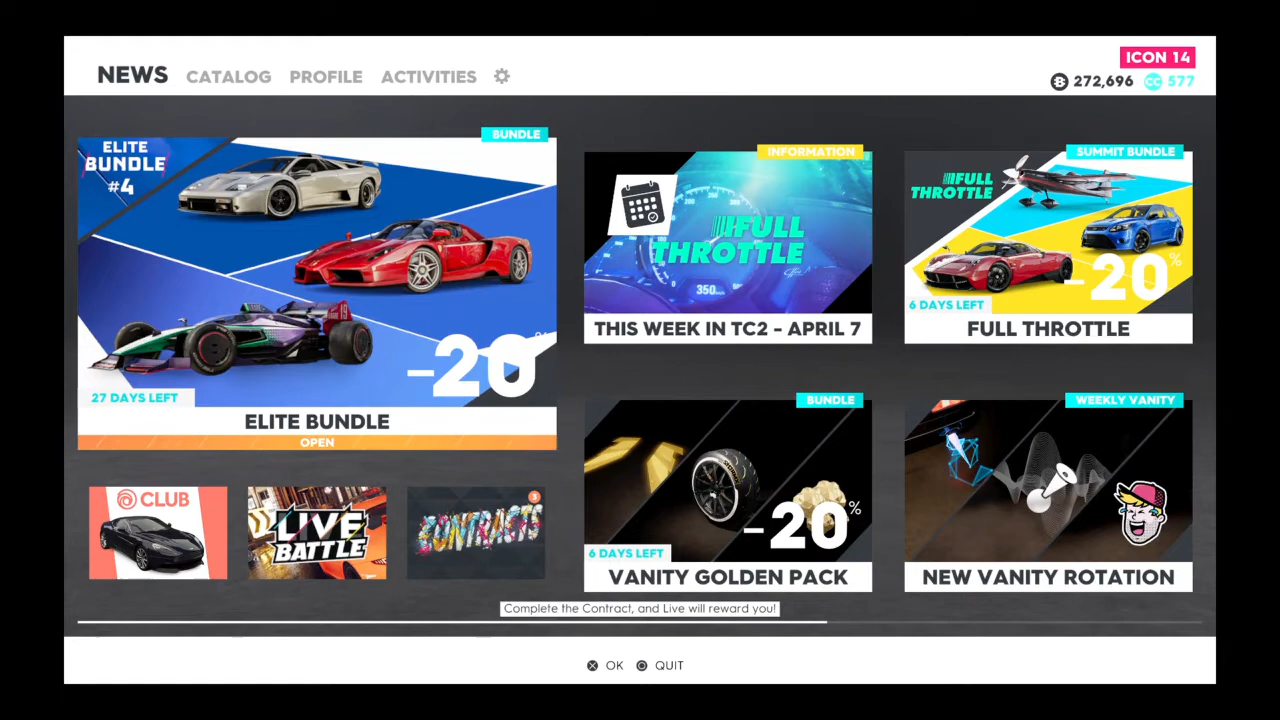 NEWS CATALOG PROFILE ACTIVITIES
ICON 14
272,696 CC 577
ELITE
BUNDLE
#4
BUNDLE
-20%
27 DAYS LEFT
ELITE BUNDLE
OPEN
INFORMATION
FULL
THROTTLE
350
THIS WEEK IN TC2 - APRIL 7
SUMMIT BUNDLE
FULL
THROTTLE
-20%
6 DAYS LEFT
FULL THROTTLE
CLUB
LIVE
BATTLE
CONTRACTS
3
BUNDLE
-20%
6 DAYS LEFT
VANITY GOLDEN PACK
WEEKLY VANITY
NEW VANITY ROTATION
Complete the Contract, and Live will reward you!
OK QUIT